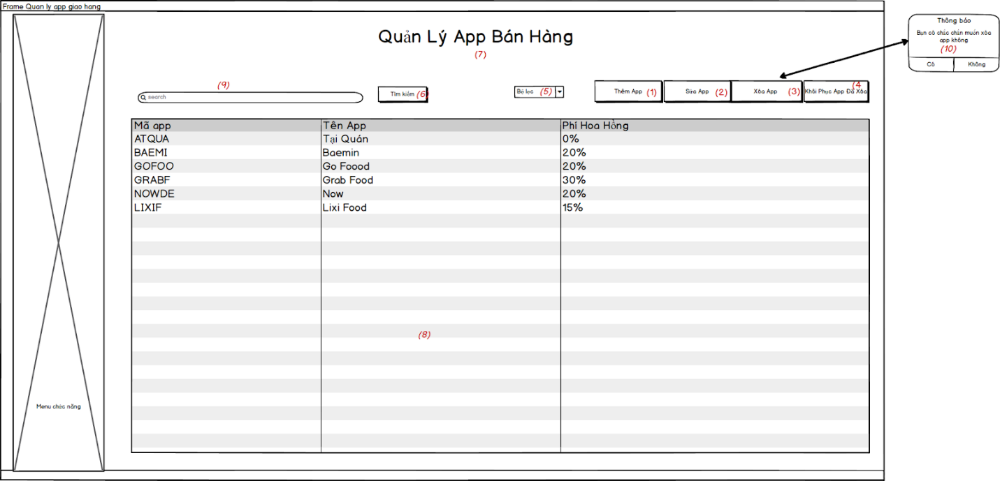 Frame Quan ly app giao hang
Thông báo
Bạn có chắc chắn muốn xóa
app không
(10)
Có
Không
Quản Lý App Bán Hàng
(7)
(9)
search
Tìm kiếm (6)
Bộ lọc (5)
Thêm App (1)
Sửa App (2)
Xóa App (3)
(4
Khôi Phục App Đã Xóa
Mã app Tên App Phí Hoa Hồng
ATQUA Tại Quán 0%
BAEMI Baemin 20%
GOFOO Go Foood 20%
GRABF Grab Food 30%
NOWDE Now 20%
LIXIF Lixi Food 15%
(8)
Menu chức năng